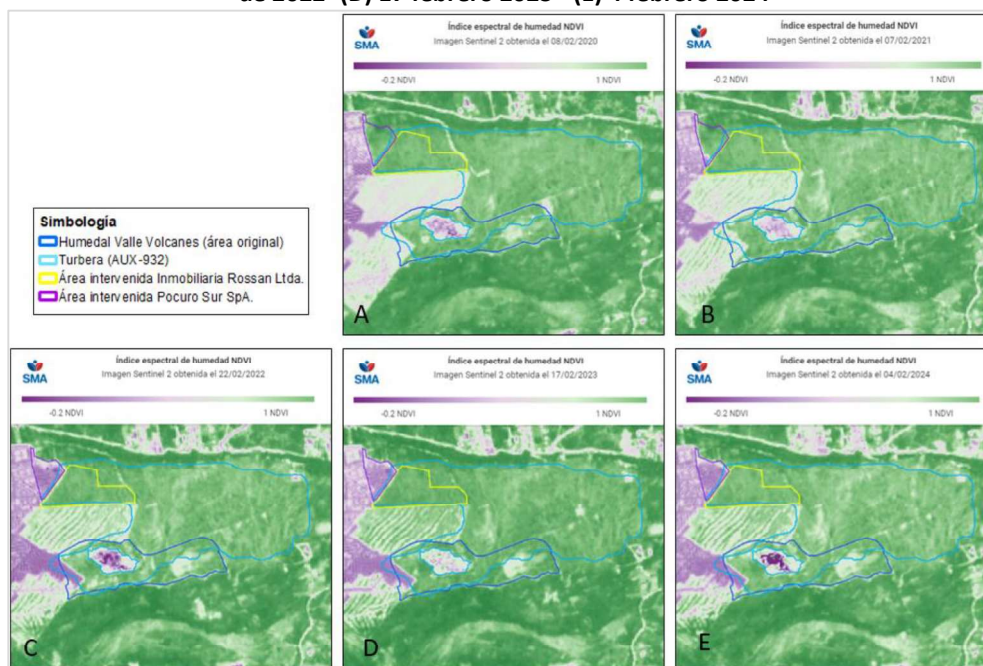 de 2022 (D) 17 febrero 2023 - (E) 4 febrero 2024
Índice espectral de humedad NDVI
SMA
Imagen Sentinel 2 obtenida el 08/02/2020
-0.2 NDVI
1 NDVI
A
Índice espectral de humedad NDVI
SMA
Imagen Sentinel 2 obtenida el 07/02/2021
-0.2 NDVI
1 NDVI
B
Simbología
Humedal Valle Volcanes (área original)
Turbera (AUX-932)
Área intervenida Inmobiliaria Rossan Ltda.
Área intervenida Pocuro Sur SpA.
Índice espectral de humedad NDVI
SMA
Imagen Sentinel 2 obtenida el 22/02/2022
-0.2 NDVI
1 NDVI
C
Índice espectral de humedad NDVI
SMA
Imagen Sentinel 2 obtenida el 17/02/2023
-0.2 NDVI
1 NDVI
D
Índice espectral de humedad NDVI
SMA
Imagen Sentinel 2 obtenida el 04/02/2024
-0.2 NDVI
1 NDVI
E